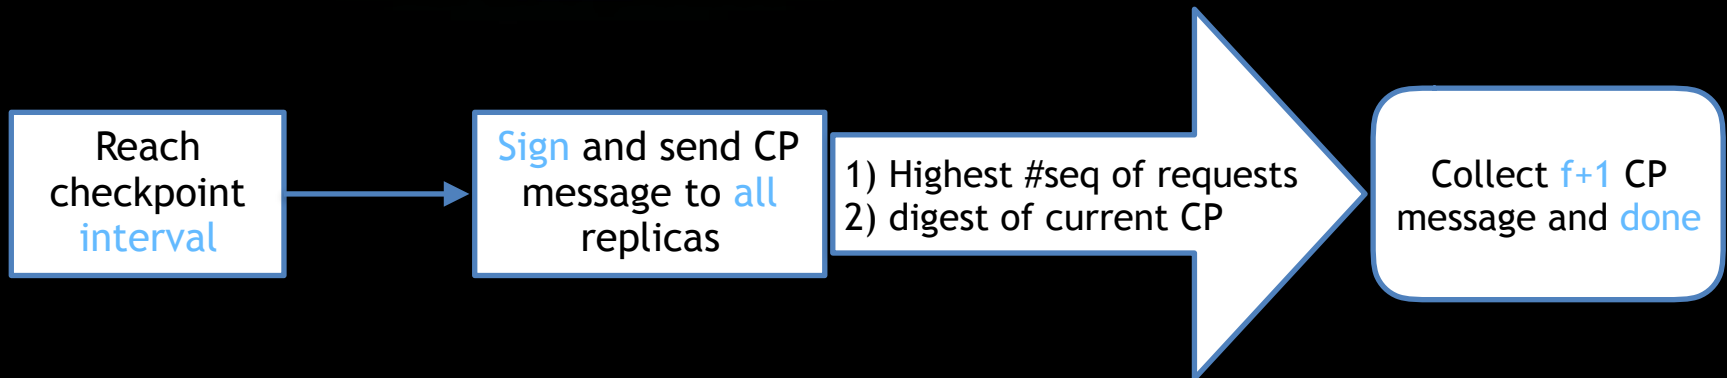 Reach
checkpoint
interval
Sign and send CP
message to all
replicas
1) Highest #seq of requests
2) digest of current CP
Collect f+1 CP
message and done